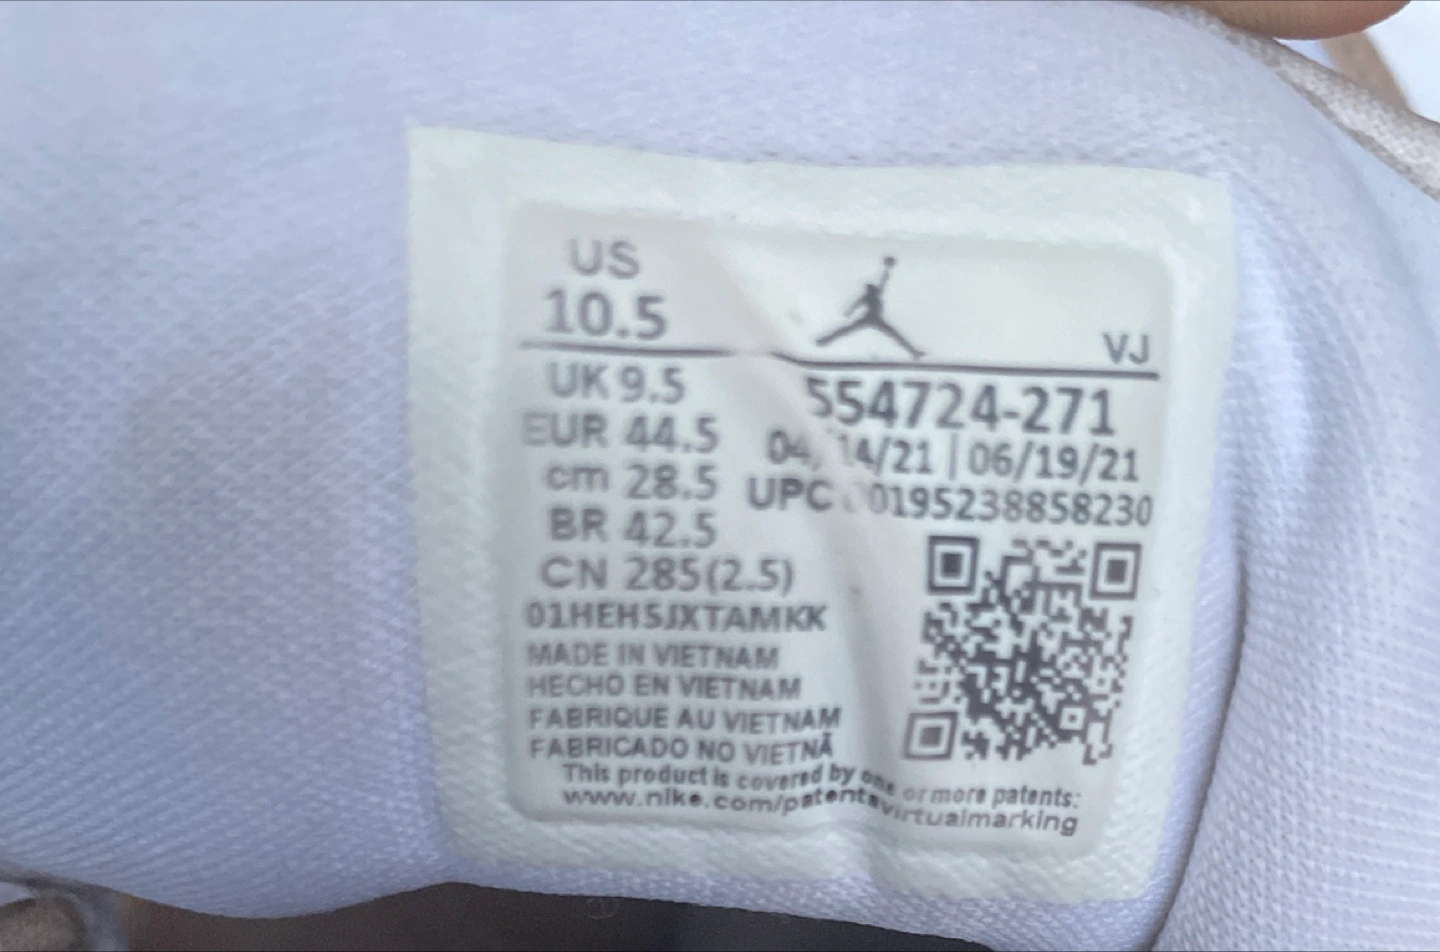 US
10.5
VJ
UK 9.5
EUR 44.5
cm 28.5
BR 42.5
CN 285(2.5)
01HEH5JXTAMKK
MADE IN VIETNAM
HECHO EN VIETNAM
FABRIQUE AU VIETNAM
FABRICADO NO VIETNÃ
554724-271
04/14/21 | 06/19/21
UPC 00195238858230
This product is covered by one or more patents:
www.nike.com/patentsvirtualmarking